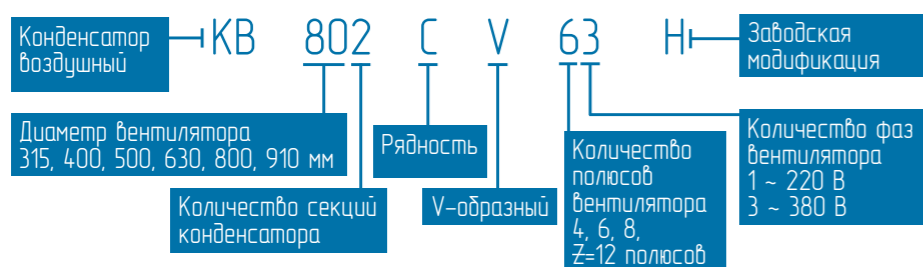 Конденсатор
воздушный
КВ 802 С V 63 Н
Заводская
модификация
Диаметр вентилятора
315, 400, 500, 630, 800, 910 мм
Рядность
Количество секций
конденсатора
V-образный
Количество
полюсов
вентилятора
4, 6, 8,
Z=12 полюсов
Количество фаз
вентилятора
1 ~ 220 В
3 ~ 380 В